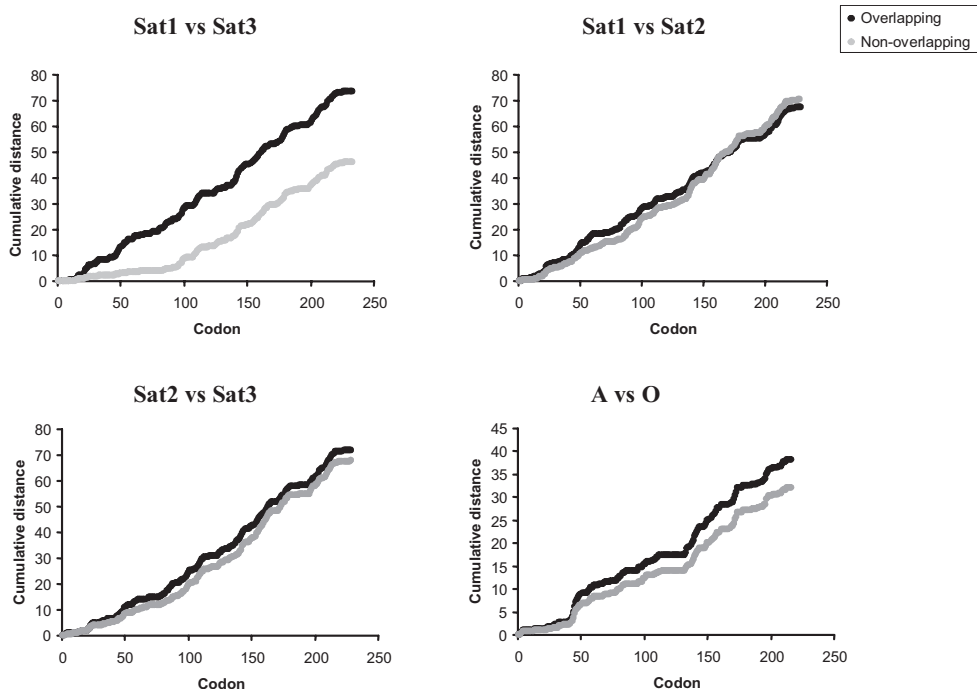 Sat1 vs Sat3
Sat1 vs Sat2
Overlapping
Non-overlapping
Cumulative distance
80
70
60
50
40
30
20
10
0
0 50 100 150 200 250
Codon
Cumulative distance
80
70
60
50
40
30
20
10
0
0 50 100 150 200 250
Codon
Sat2 vs Sat3
A vs O
Cumulative distance
80
70
60
50
40
30
20
10
0
0 50 100 150 200 250
Codon
Cumulative distance
45
40
35
30
25
20
15
10
5
0
0 50 100 150 200 250
Codon